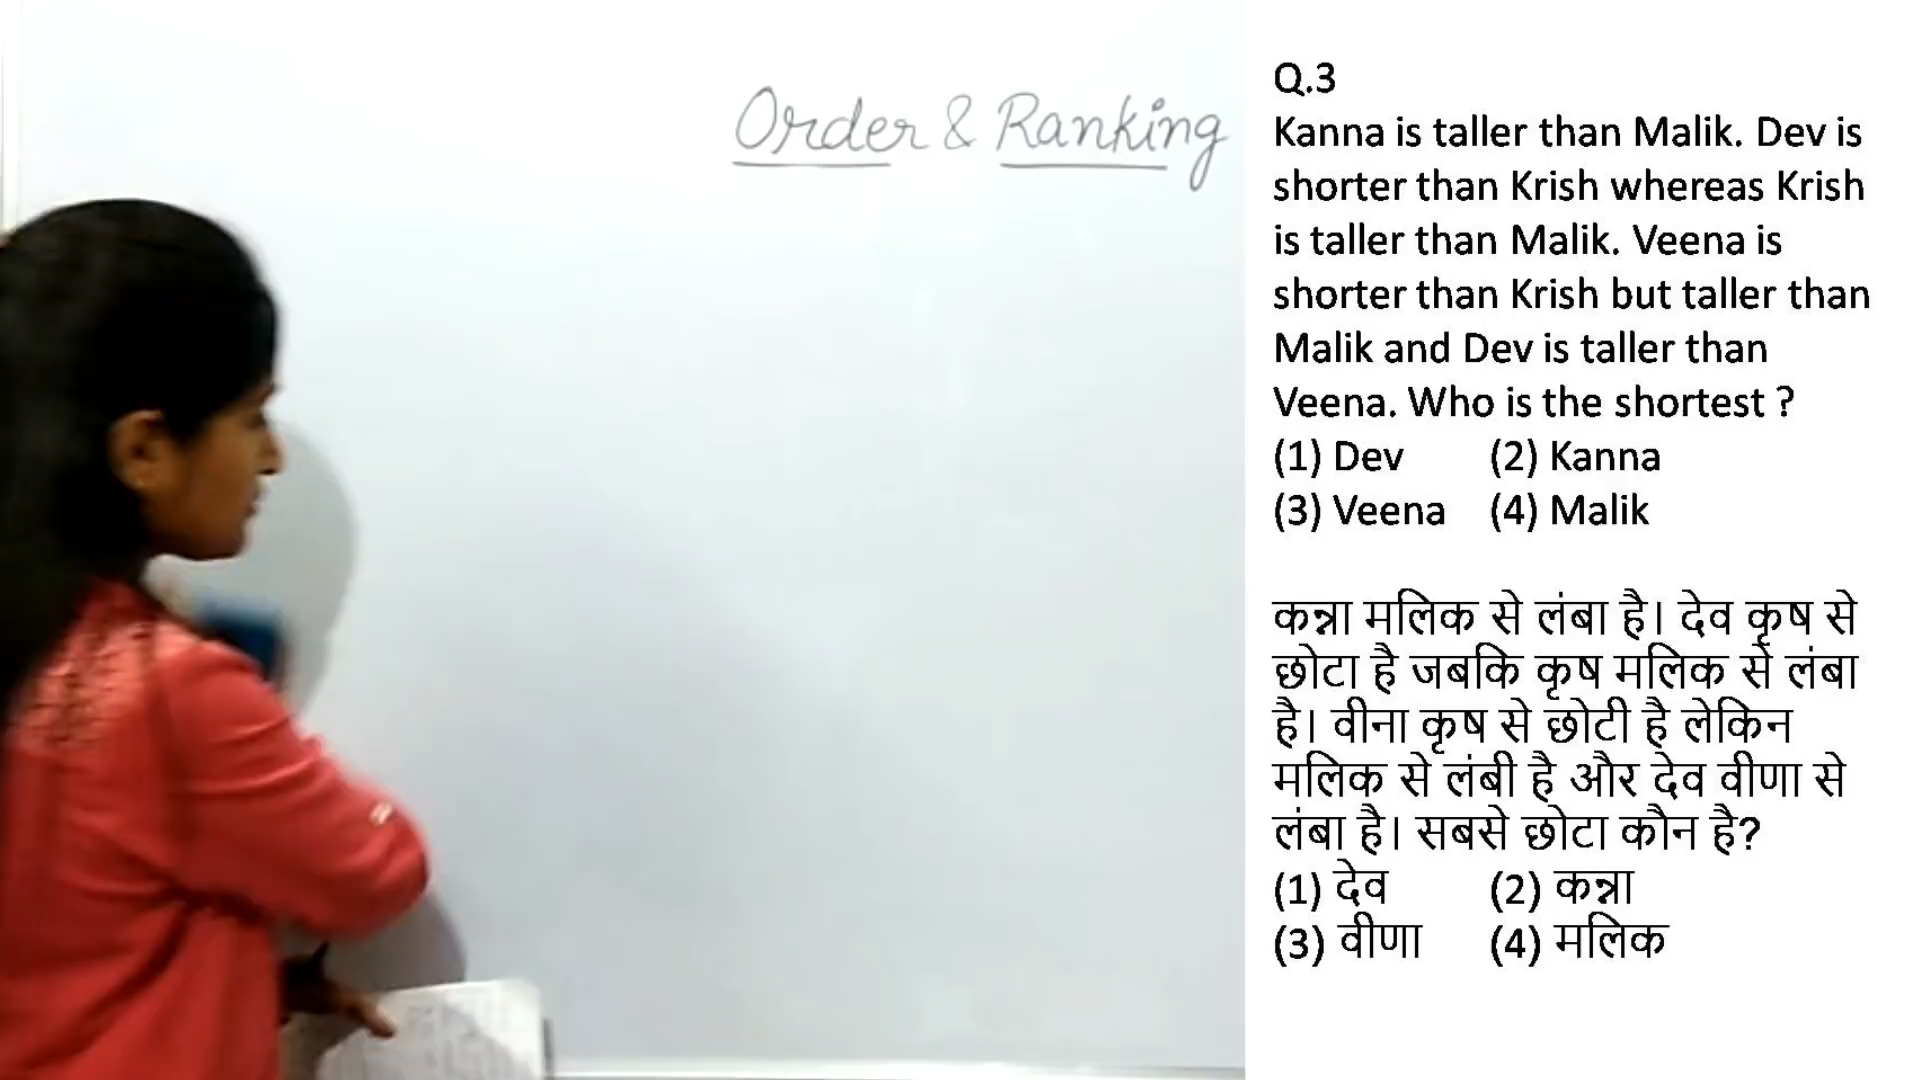 Order & Ranking
Q.3
Kanna is taller than Malik. Dev is
shorter than Krish whereas Krish
is taller than Malik. Veena is
shorter than Krish but taller than
Malik and Dev is taller than
Veena. Who is the shortest ?
(1) Dev (2) Kanna
(3) Veena (4) Malik
कन्ना मलिक से लंबा है। देव कृष से
छोटा है जबकि कृष मलिक से लंबा
है। वीना कृष से छोटी है लेकिन
मलिक से लंबी है और देव वीणा से
लंबा है। सबसे छोटा कौन है?
(1) देव (2) कन्ना
(3) वीणा (4) मलिक